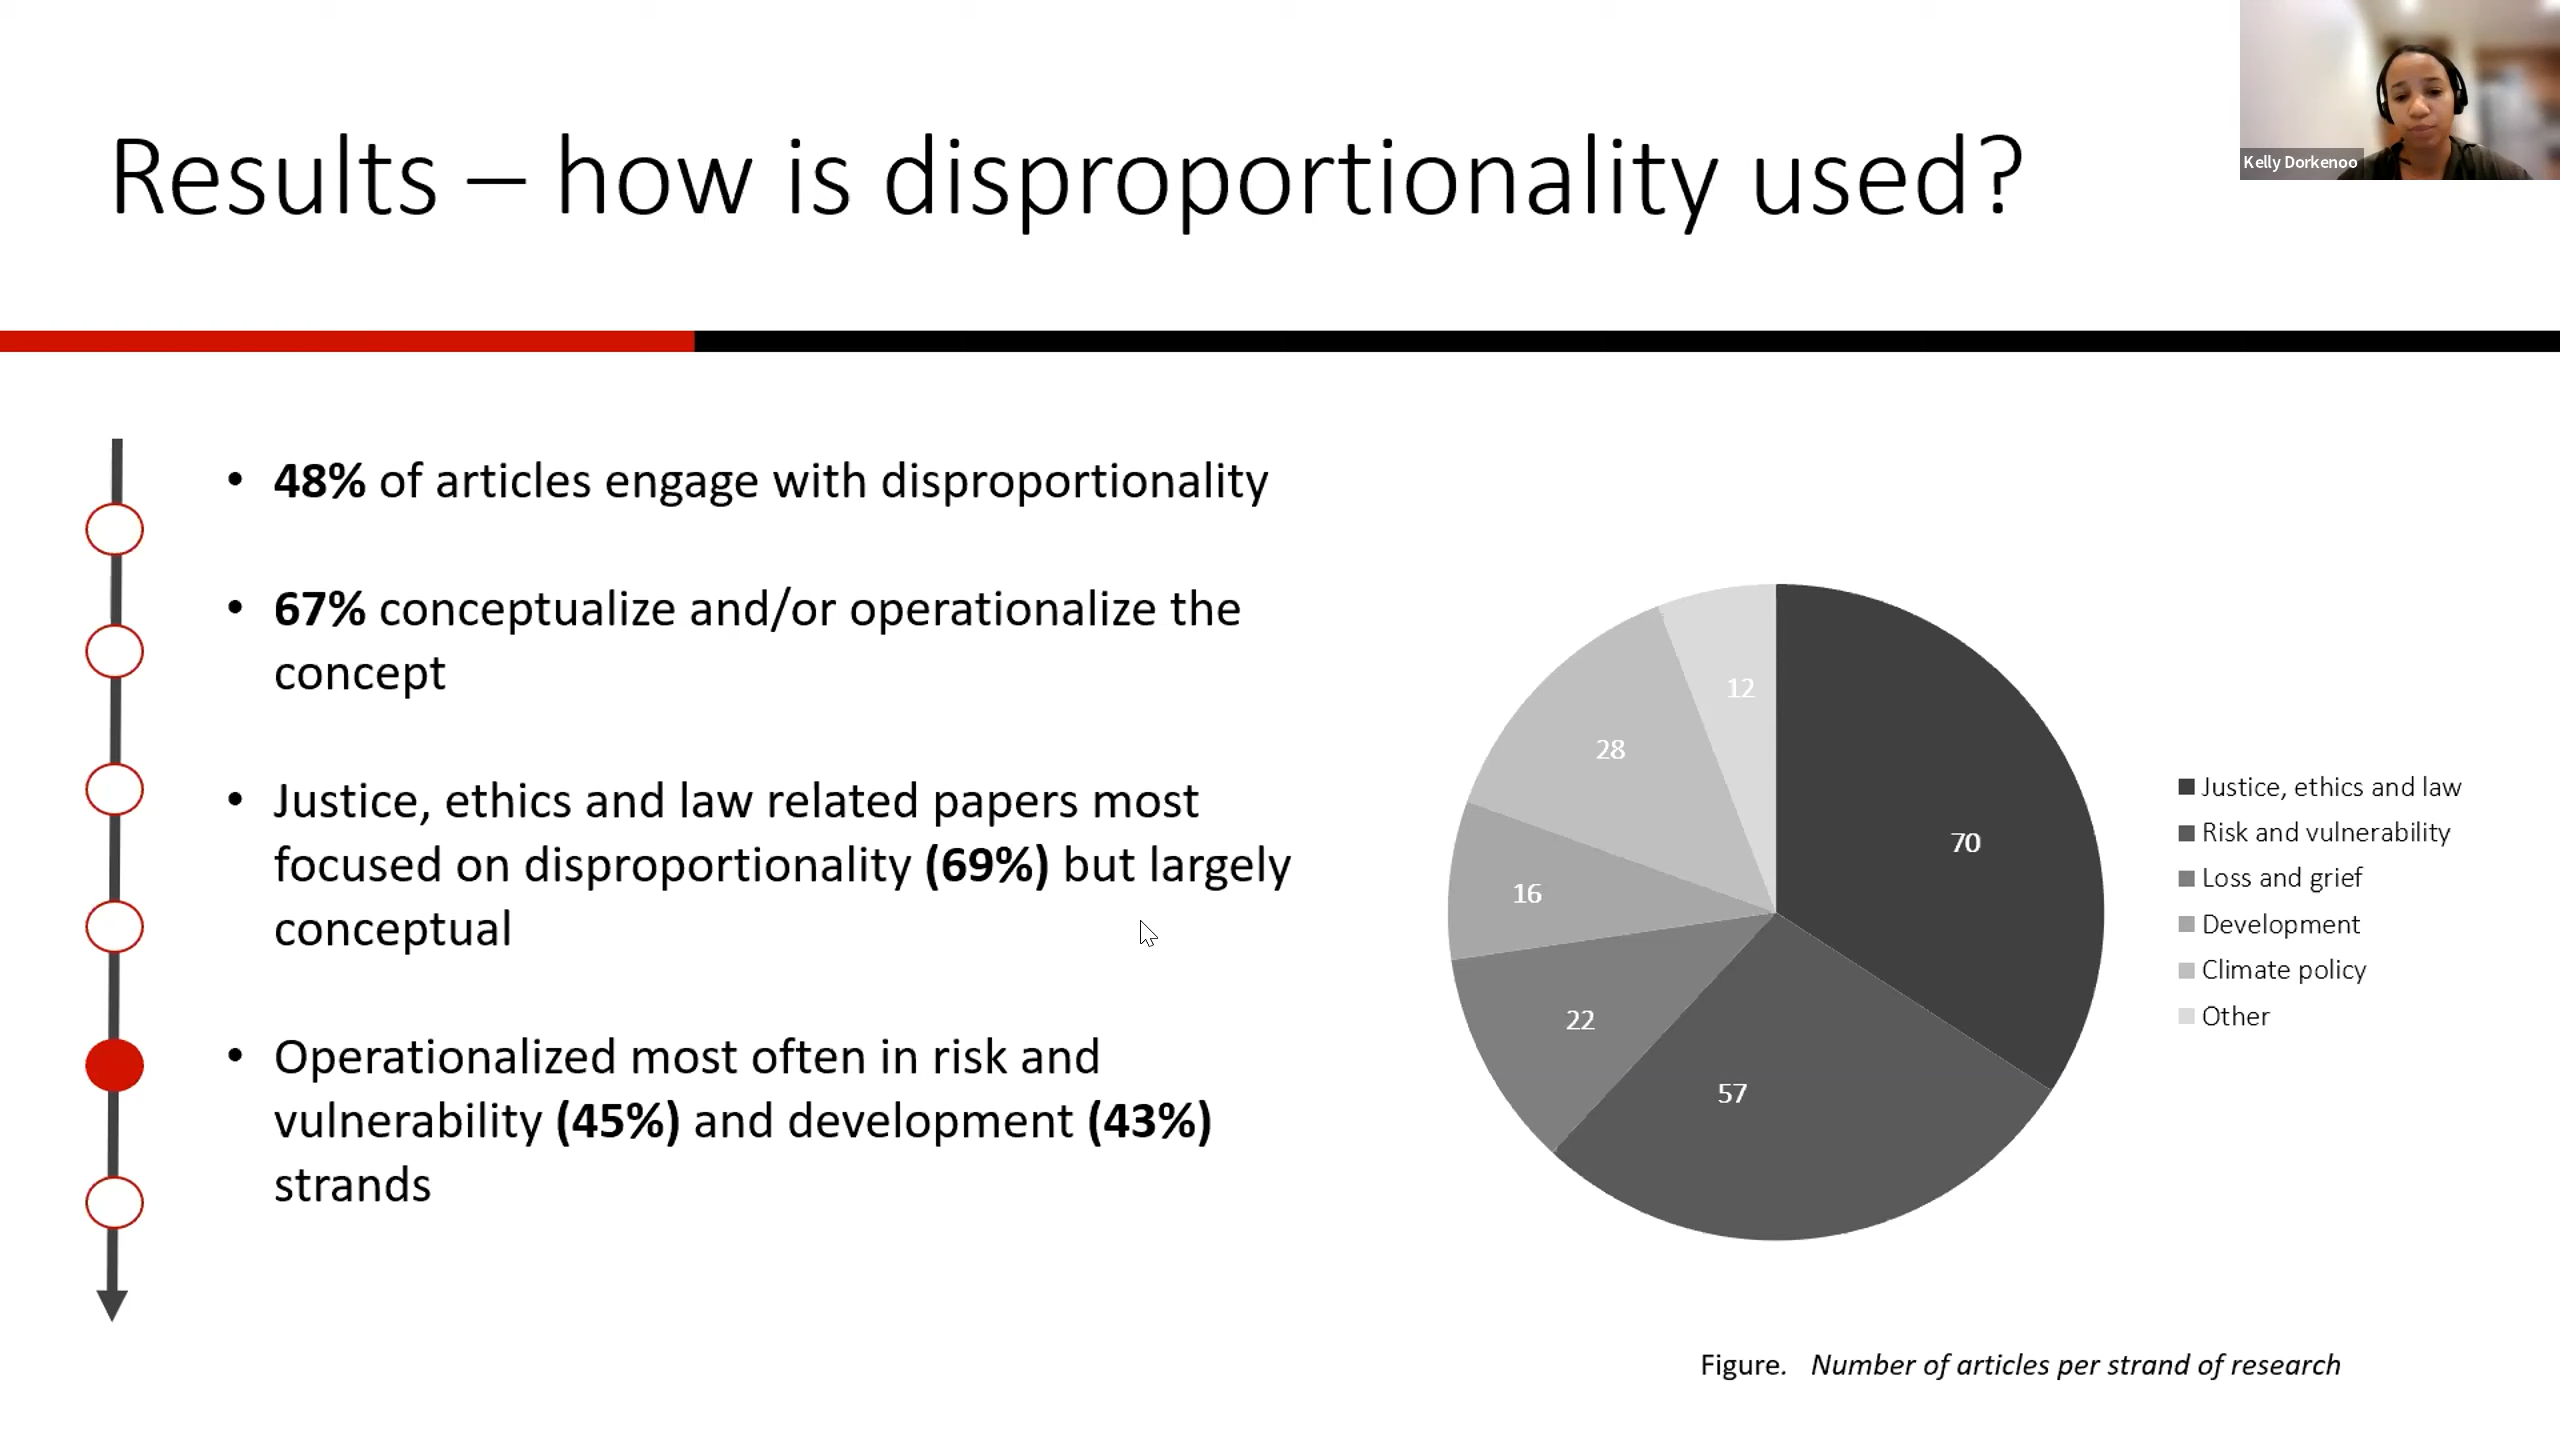 Results – how is disproportionality used?
Kelly Dorkenoo
• 48% of articles engage with disproportionality
• 67% conceptualize and/or operationalize the
concept
• Justice, ethics and law related papers most
focused on disproportionality (69%) but largely
conceptual
• Operationalized most often in risk and
vulnerability (45%) and development (43%)
strands
12
28
70
16
22
57
Justice, ethics and law
Risk and vulnerability
Loss and grief
Development
Climate policy
Other
Figure. Number of articles per strand of research